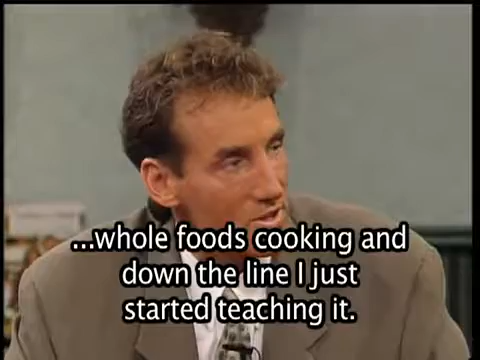 ...whole foods cooking and
down the line I just
started teaching it.